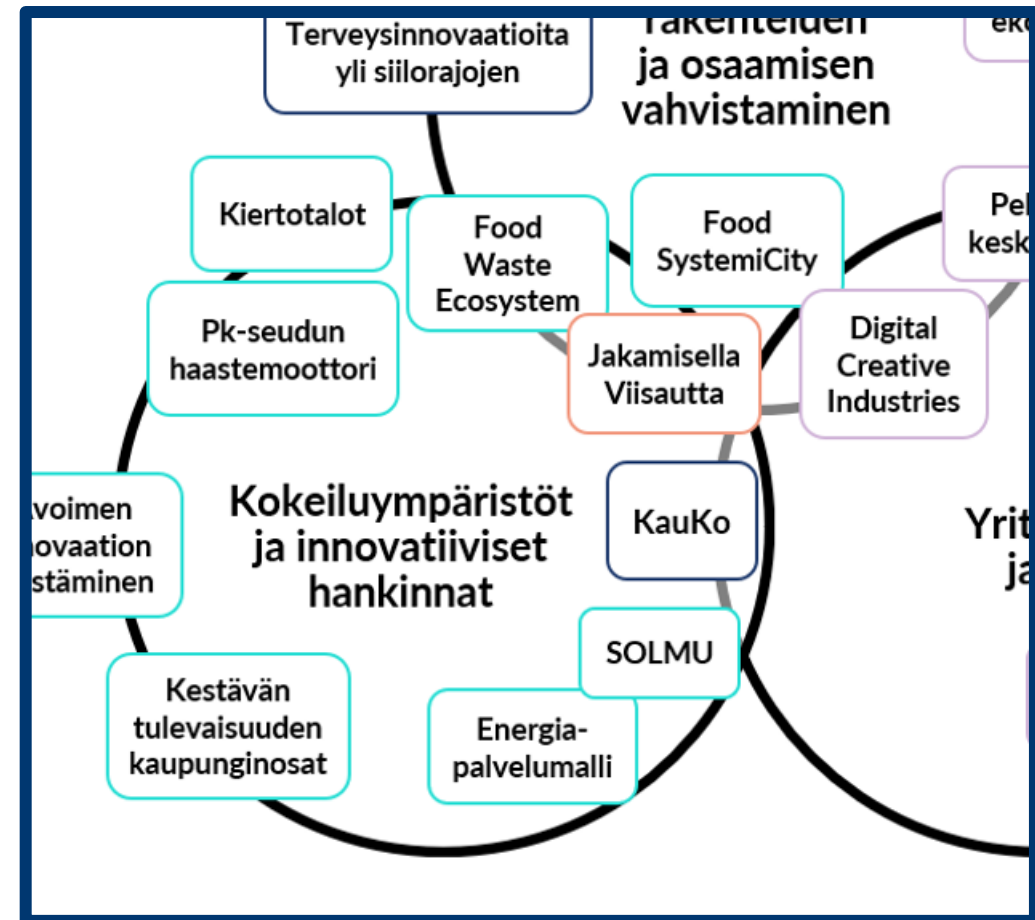 Terveysinnovaatioita
yli siilorajojen
rakenteiden
ja osaamisen
vahvistaminen
Kiertotalot
Food
Waste
Ecosystem
Food
SystemiCity
Pk-seudun
haastemoottori
Jakamisella
Viisautta
Digital
Creative
Industries
Kokeiluympäristöt
ja innovatiiviset
hankinnat
KauKo
SOLMU
Kestävän
tulevaisuuden
kaupunginosat
Energia-
palvelumalli